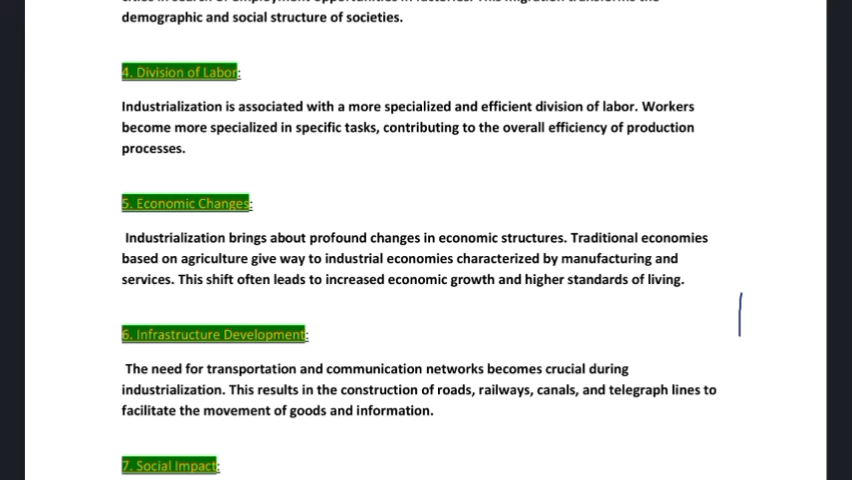 demographic and social structure of societies.
4. Division of Labor:
Industrialization is associated with a more specialized and efficient division of labor. Workers
become more specialized in specific tasks, contributing to the overall efficiency of production
processes.
5. Economic Changes:
Industrialization brings about profound changes in economic structures. Traditional economies
based on agriculture give way to industrial economies characterized by manufacturing and
services. This shift often leads to increased economic growth and higher standards of living.
6. Infrastructure Development:
The need for transportation and communication networks becomes crucial during
industrialization. This results in the construction of roads, railways, canals, and telegraph lines to
facilitate the movement of goods and information.
7. Social Impact: